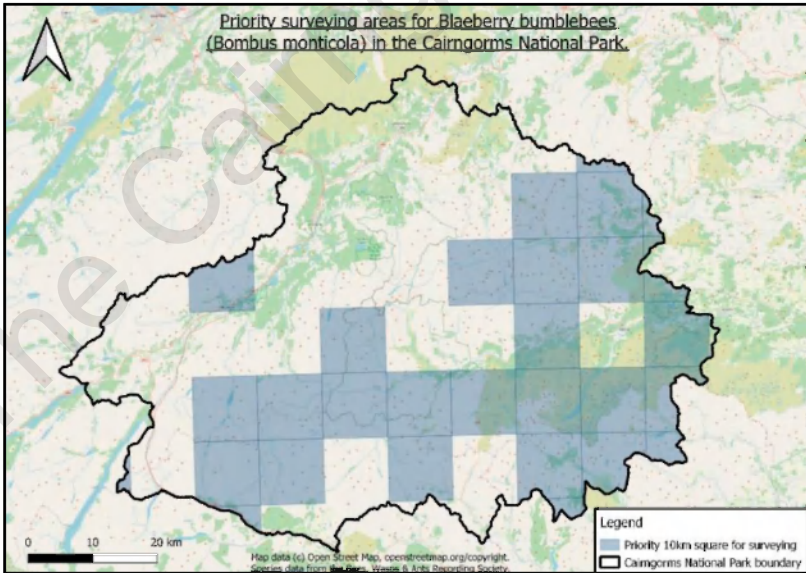 Priority surveying areas for Blaeberry bumblebees
(Bombus monticola) in the Cairngorms National Park.
Legend
Priority 10km square for surveying
Cairngorms National Park boundary
0 10 20 km
Map data (c) Open Street Map, openstreetmap.org/copyright.
Species data from the Bees, Wasps & Ants Recording Society.